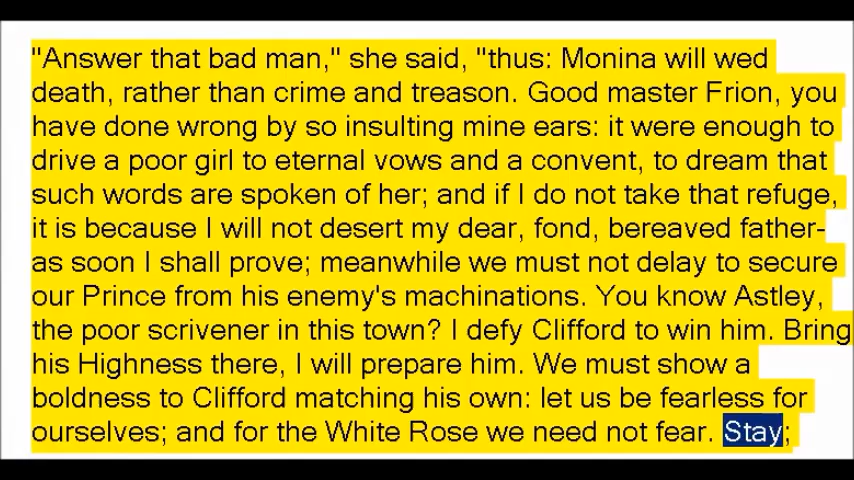 "Answer that bad man," she said, "thus: Monina will wed
death, rather than crime and treason. Good master Frion, you
have done wrong by so insulting mine ears: it were enough to
drive a poor girl to eternal vows and a convent, to dream that
such words are spoken of her; and if I do not take that refuge,
it is because I will not desert my dear, fond, bereaved father-
as soon I shall prove; meanwhile we must not delay to secure
our Prince from his enemy's machinations. You know Astley,
the poor scrivener in this town? I defy Clifford to win him. Bring
his Highness there, I will prepare him. We must show a
boldness to Clifford matching his own: let us be fearless for
ourselves; and for the White Rose we need not fear. Stay;